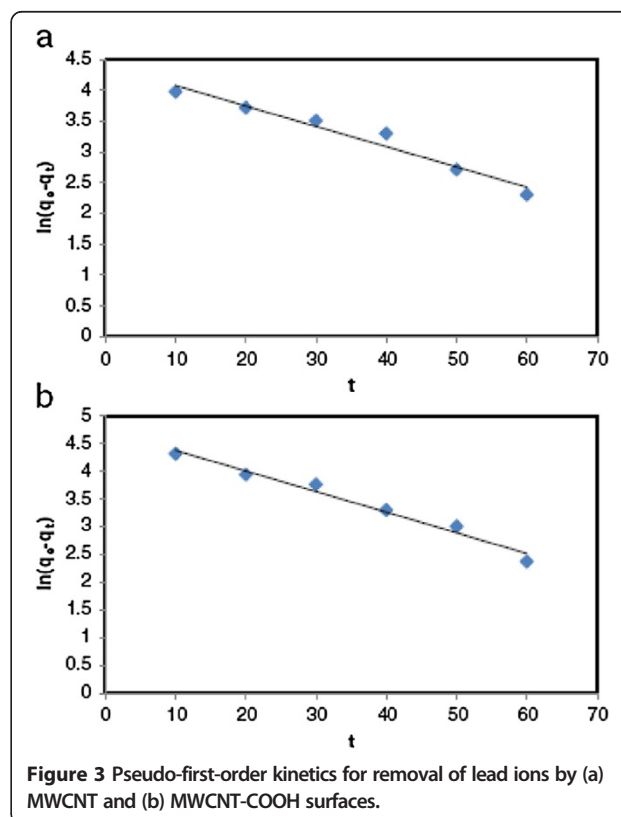 a
4.5
4
3.5
3
2.5
2
1.5
1
0.5
0
ln(qe-qt)
0 10 20 30 40 50 60 70
t
b
5
4.5
4
3.5
3
2.5
2
1.5
1
0.5
0
ln(qe-qt)
0 10 20 30 40 50 60 70
t
Figure 3 Pseudo-first-order kinetics for removal of lead ions by (a)
MWCNT and (b) MWCNT-COOH surfaces.